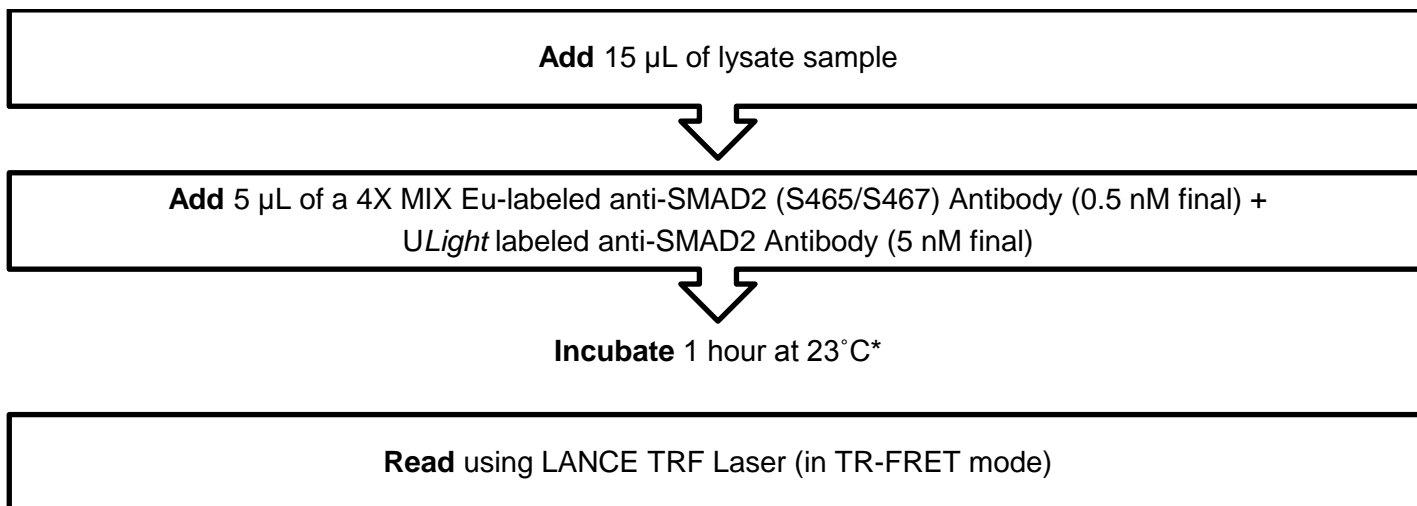 Add 15 µL of lysate sample
Add 5 µL of a 4X MIX Eu-labeled anti-SMAD2 (S465/S467) Antibody (0.5 nM final) +
ULight labeled anti-SMAD2 Antibody (5 nM final)
Incubate 1 hour at 23˚C*
Read using LANCE TRF Laser (in TR-FRET mode)